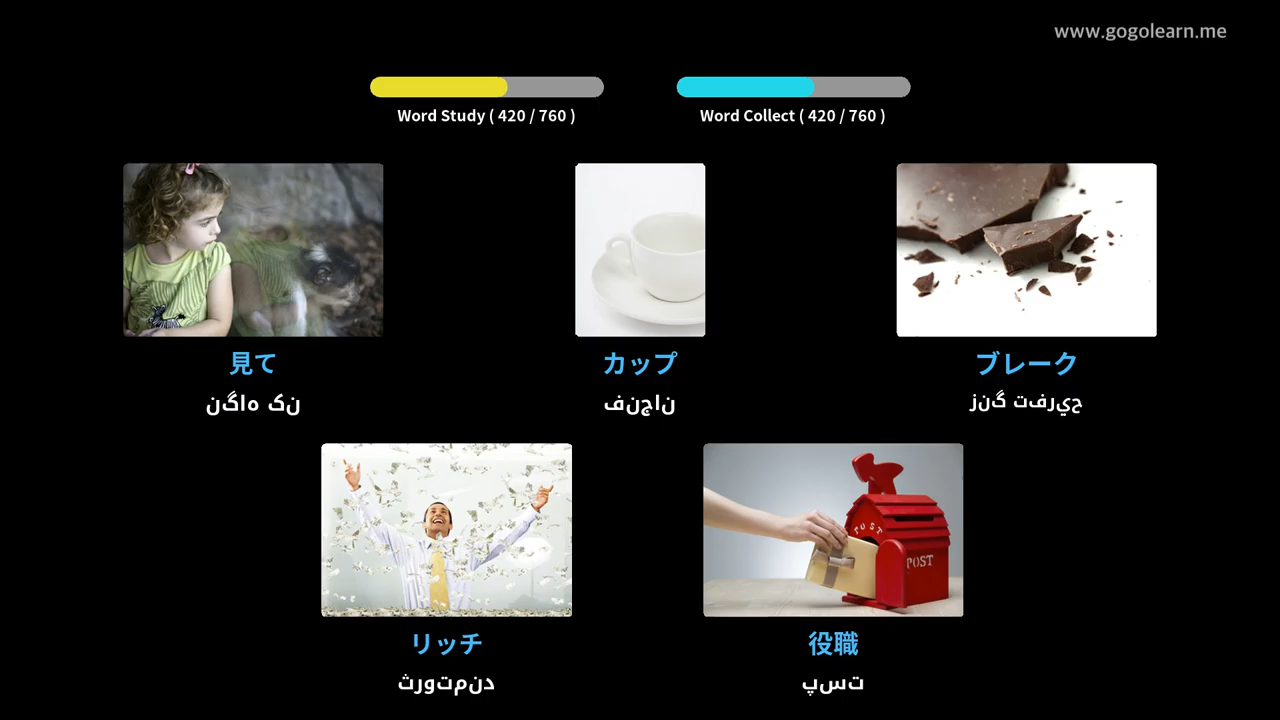 www.gogolearn.me
Word Study ( 420 / 760 )
Word Collect ( 420 / 760 )
見て
نک هاگن
カップ
ناجنف
ブレーク
حيرفت گنز
POST
POST
リッチ
دنمتورث
役職
تسپ